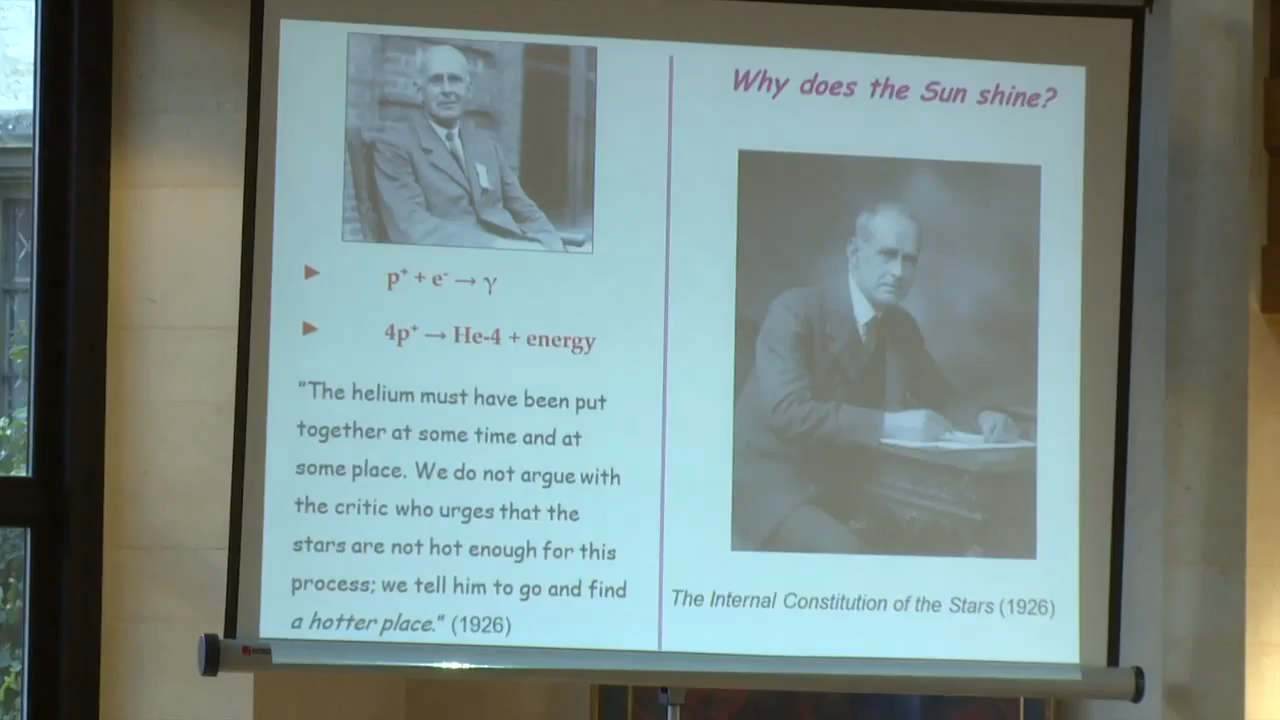 p⁺ + e⁻ → γ
4p⁺ → He-4 + energy
"The helium must have been put
together at some time and at
some place. We do not argue with
the critic who urges that the
stars are not hot enough for this
process; we tell him to go and find
a hotter place." (1926)
Why does the Sun shine?
The Internal Constitution of the Stars (1926)